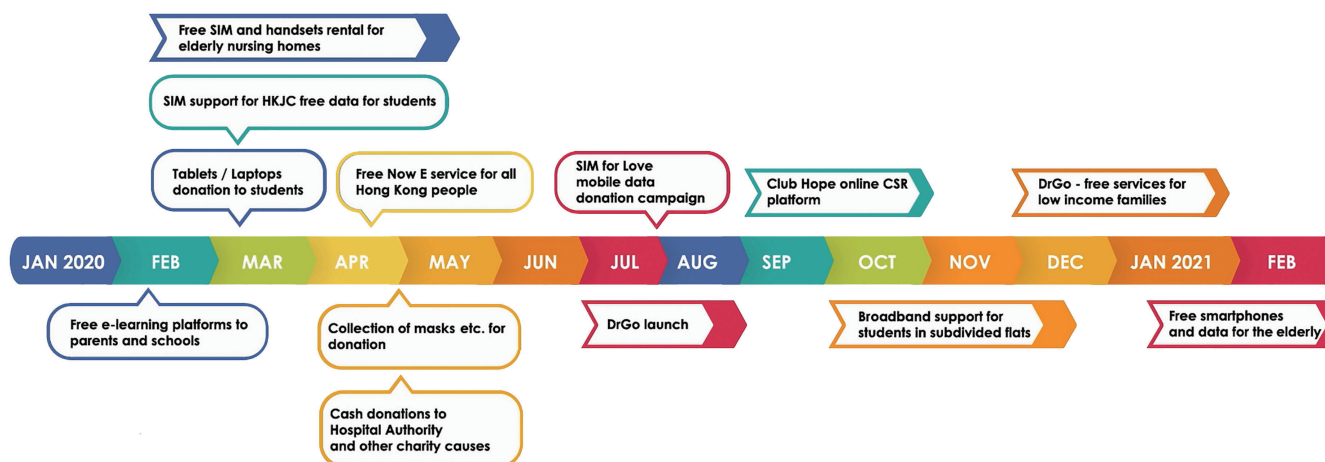 Free SIM and handsets rental for
elderly nursing homes
SIM support for HKJC free data for students
Tablets / Laptops
donation to students
Free Now E service for all
Hong Kong people
SIM for Love
mobile data
donation campaign
Club Hope online CSR
platform
DrGo - free services for
low income families
JAN 2020
FEB
MAR
APR
MAY
JUN
JUL
AUG
SEP
OCT
NOV
DEC
JAN 2021
FEB
Free e-learning platforms to
parents and schools
Collection of masks etc. for
donation
Cash donations to
Hospital Authority
and other charity causes
DrGo launch
Broadband support for
students in subdivided flats
Free smartphones
and data for the elderly